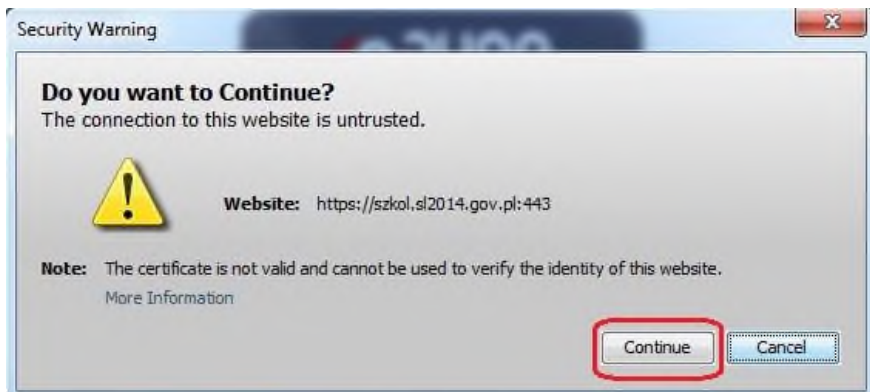 Security Warning
Do you want to Continue?
The connection to this website is untrusted.
Website: https://szkol.sl2014.gov.pl:443
Note: The certificate is not valid and cannot be used to verify the identity of this website.
More Information
Continue Cancel